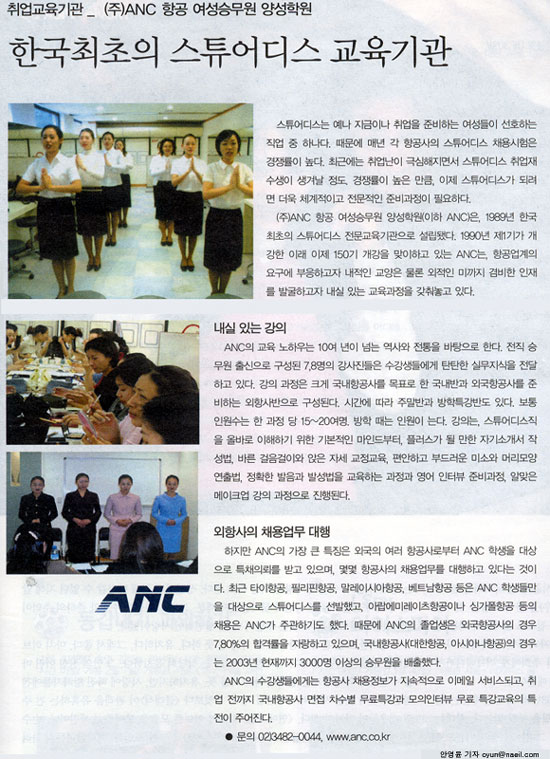 취업교육기관 _ (주)ANC 항공 여성승무원 양성학원
한국최초의 스튜어디스 교육기관
스튜어디스는 예나 지금이나 취업을 준비하는 여성들이 선호하는
직업 중 하나다. 때문에 매년 각 항공사의 스튜어디스 채용시험은
경쟁률이 높다. 최근에는 취업난이 극심해지면서 스튜어디스 취업재
수생이 생겨날 정도. 경쟁률이 높은 만큼, 이제 스튜어디스가 되려
면 더욱 체계적이고 전문적인 준비과정이 필요하다.
(주)ANC 항공 여성승무원 양성학원(이하 ANC)은, 1989년 한국
최초의 스튜어디스 전문교육기관으로 설립됐다. 1990년 제1기가 개
강한 이래 이제 150기 개강을 맞이하고 있는 ANC는, 항공업계의
요구에 부응하고자 내적인 교양은 물론 외적인 미까지 겸비한 인재
를 발굴하고자 내실 있는 교육과정을 갖춰놓고 있다.
내실 있는 강의
ANC의 교육 노하우는 10여 년이 넘는 역사와 전통을 바탕으로 한다. 전직 승
무원 출신으로 구성된 7,8명의 강사진들은 수강생들에게 탄탄한 실무지식을 전달
하고 있다. 강의 과정은 크게 국내항공사를 목표로 한 국내반과 외국항공사를 준
비하는 외항사반으로 구성된다. 시간에 따라 주말반과 방학특강반도 있다. 보통
인원수는 한 과정 당 15~20여명. 방학 때는 인원이 는다. 강의는, 스튜어디스직
을 올바로 이해하기 위한 기본적인 마인드부터, 플러스가 될 만한 자기소개서 작
성법, 바른 걸음걸이와 앉은 자세 교정교육, 편안하고 부드러운 미소와 머리모양
연출법, 정확한 발음과 발성법을 교육하는 과정과 영어 인터뷰 준비과정, 알맞은
메이크업 강의 과정으로 진행된다.
외항사의 채용업무 대행
하지만 ANC의 가장 큰 특징은 외국의 여러 항공사로부터 ANC 학생을 대상
으로 특채의뢰를 받고 있으며, 몇몇 항공사의 채용업무를 대행하고 있다는 것이
다. 최근 타이항공, 필리핀항공, 말레이시아항공, 베트남항공 등은 ANC 학생들만
을 대상으로 스튜어디스를 선발했고, 아랍에미레이츠항공이나 싱가폴항공 등의
채용은 ANC가 주관하기도 했다. 때문에 ANC의 졸업생은 외국항공사의 경우
7,80%의 합격률을 자랑하고 있으며, 국내항공사(대한항공, 아시아나항공)의 경우
는 2003년 현재까지 3000명 이상의 승무원을 배출했다.
ANC의 수강생들에게는 항공사 채용정보가 지속적으로 이메일 서비스되고, 취
업 전까지 국내항공사 면접 차수별 무료특강과 모의인터뷰 무료 특강교육의 특
전이 주어진다.
● 문의 02)3482-0044, www.anc.co.kr
ANC
안영윤 기자 oyun@naeil.com